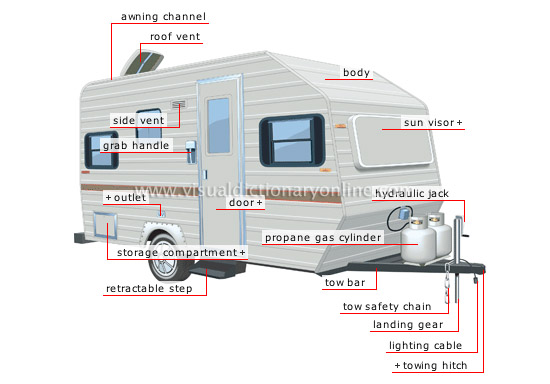 awning channel
roof vent
body
side vent
sun visor +
grab handle
www.visualdictionaryonline.com
hydraulic jack
+ outlet
door +
propane gas cylinder
storage compartment +
tow bar
retractable step
tow safety chain
landing gear
lighting cable
+ towing hitch